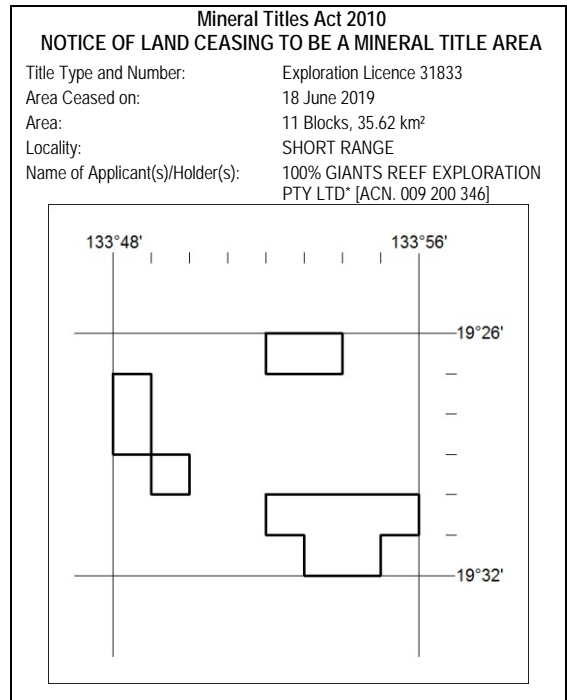 Mineral Titles Act 2010
NOTICE OF LAND CEASING TO BE A MINERAL TITLE AREA
Title Type and Number: Exploration Licence 31833
Area Ceased on: 18 June 2019
Area: 11 Blocks, 35.62 km²
Locality: SHORT RANGE
Name of Applicant(s)/Holder(s): 100% GIANTS REEF EXPLORATION
PTY LTD* [ACN. 009 200 346]
133°48' 133°56'
19°26'
19°32'